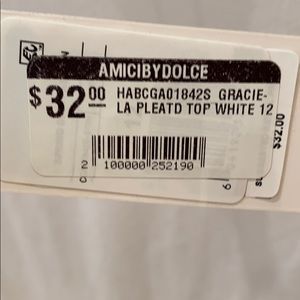 AMICIBYDOLCE
$32.00 HABCGA01842S GRACIE-
LA PLEATD TOP WHITE 12
2 100000 252190
$32.00